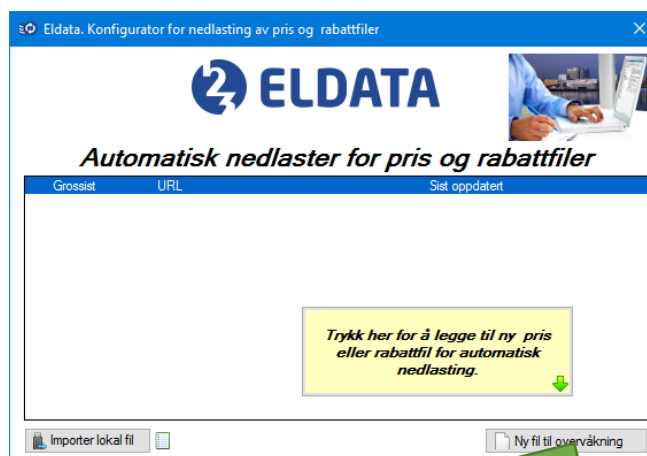 Eldata. Konfigurator for nedlasting av pris og rabattfiler
ELDATA
Automatisk nedlaster for pris og rabattfiler
Grossist URL Sist oppdatert
Trykk her for å legge til ny pris
eller rabattfil for automatisk
nedlasting.
Importer lokal fil Ny fil til overvåkning